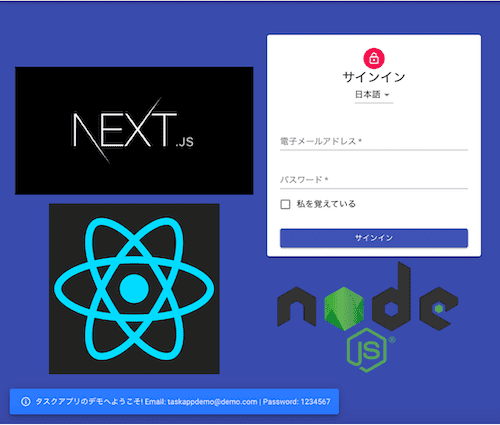 サインイン
日本語
NEXT.JS
電子メールアドレス *
パスワード *
私を覚えている
サインイン
node
JS®
タスクアプリのデモへようこそ! Email: taskappdemo@demo.com | Password: 1234567